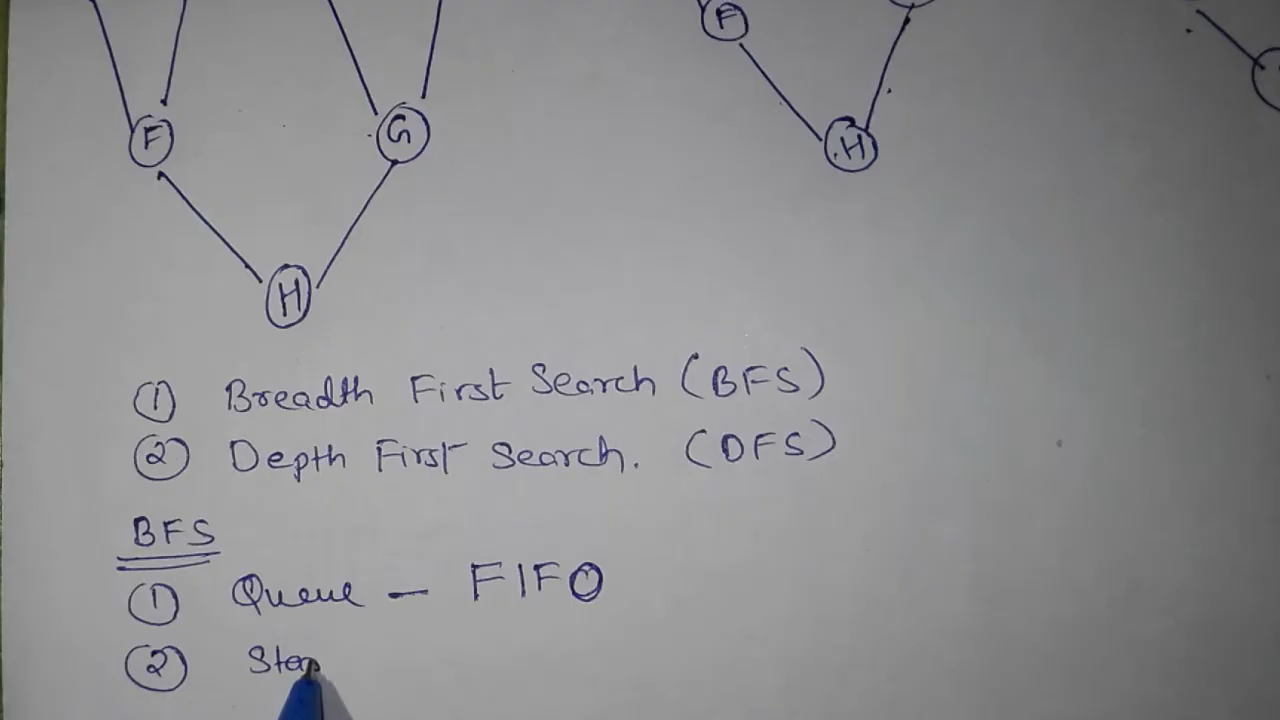 F
F
G
H
H
① Breadth First Search (BFS)
② Depth First Search. (DFS)
BFS
① Queue - FIFO
②